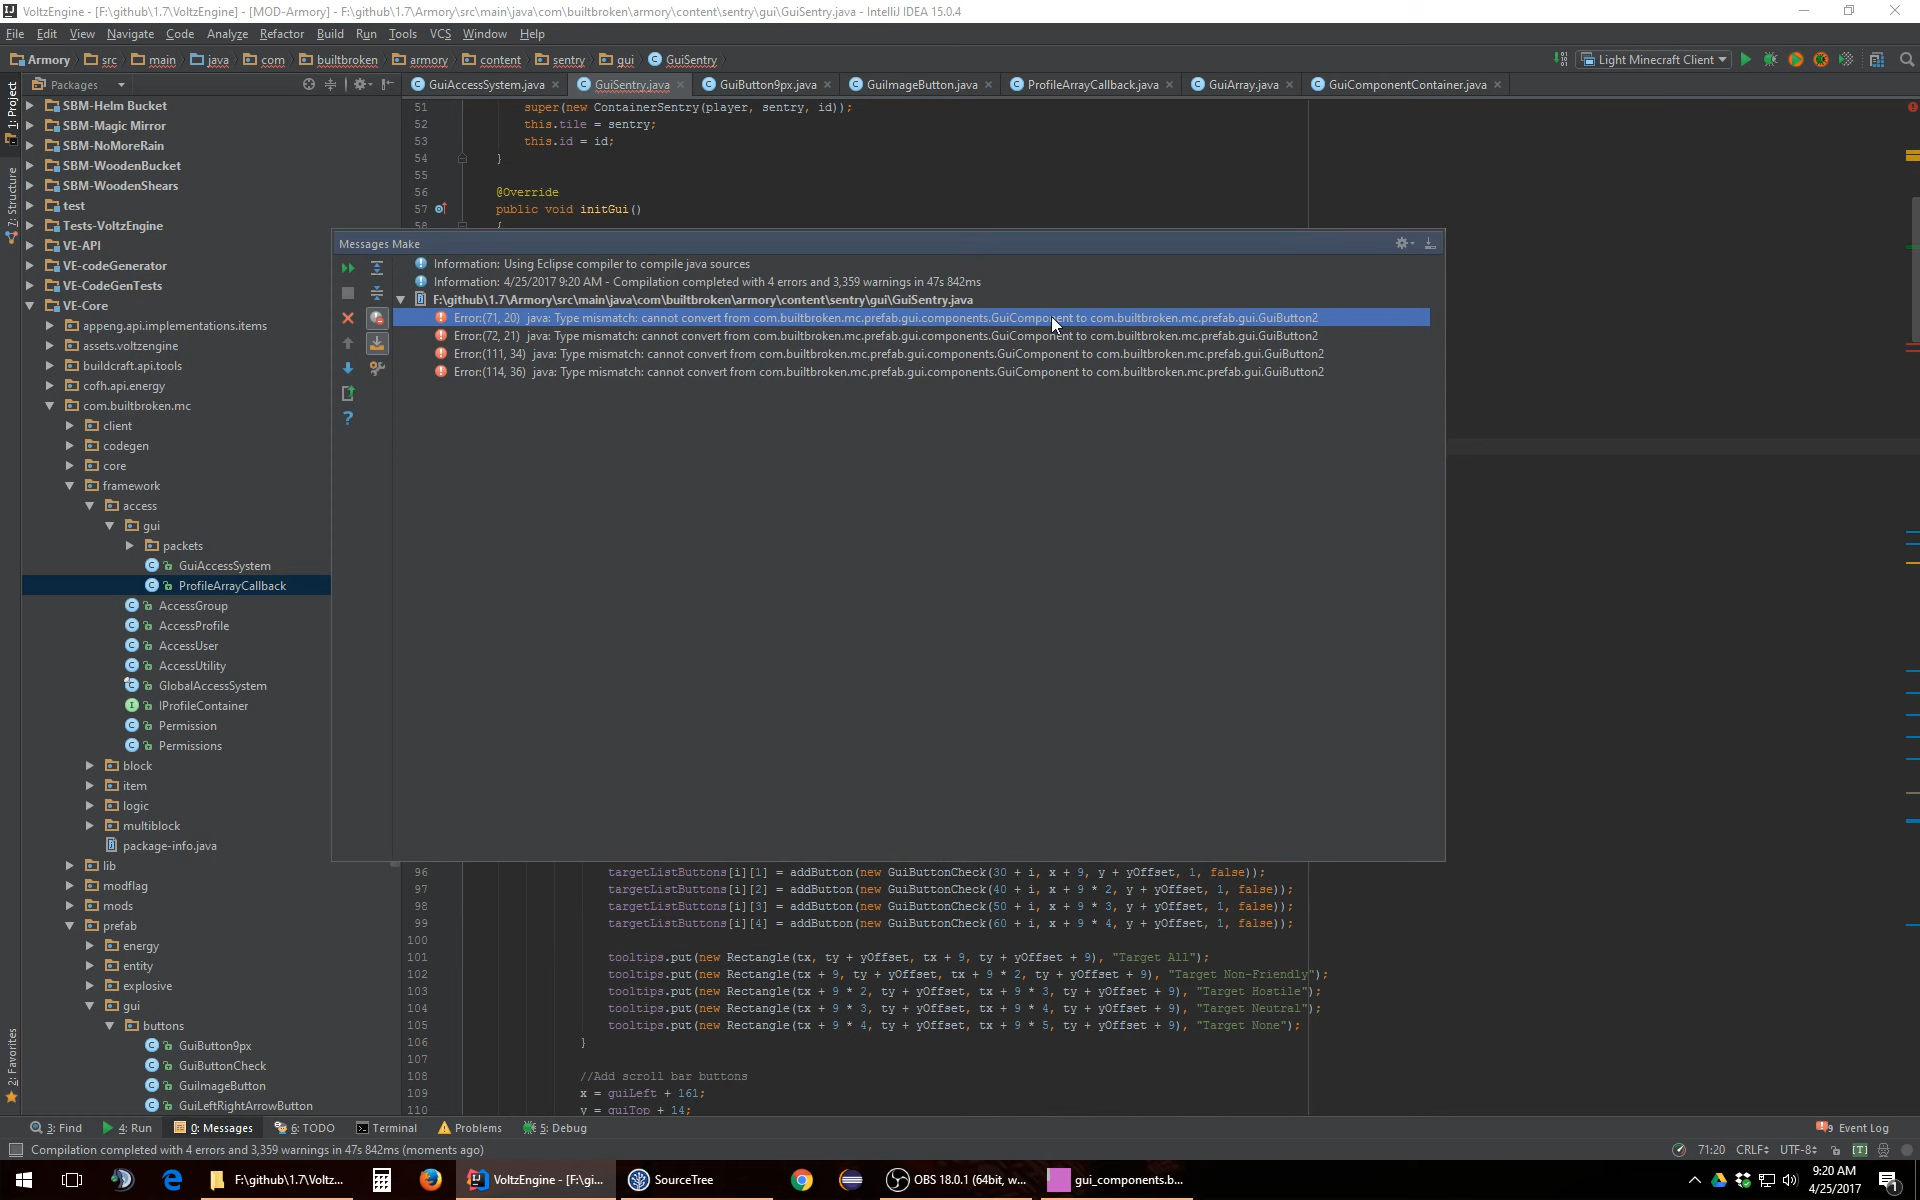 VoltzEngine - [F:\github\1.7\VoltzEngine] - [MOD-Armory] - F:\github\1.7\Armory\src\main\java\com\builtbroken\armory\content\sentry\gui\GuiSentry.java - IntelliJ IDEA 15.0.4
File Edit View Navigate Code Analyze Refactor Build Run Tools VCS Window Help
Armory src main java com builtbroken armory content sentry gui GuiSentry
Light Minecraft Client
Packages
GuiAccessSystem.java GuiSentry.java GuiButton9px.java GuiImageButton.java ProfileArrayCallback.java GuiArray.java GuiComponentContainer.java
1: Project
7: Structure
2: Favorites
SBM-Helm Bucket
SBM-Magic Mirror
SBM-NoMoreRain
SBM-WoodenBucket
SBM-WoodenShears
test
Tests-VoltzEngine
VE-API
VE-codeGenerator
VE-CodeGenTests
VE-Core
appeng.api.implementations.items
assets.voltzengine
buildcraft.api.tools
cofh.api.energy
com.builtbroken.mc
client
codegen
core
framework
access
gui
packets
GuiAccessSystem
ProfileArrayCallback
AccessGroup
AccessProfile
AccessUser
AccessUtility
GlobalAccessSystem
IProfileContainer
Permission
Permissions
block
item
logic
multiblock
package-info.java
lib
modflag
mods
prefab
energy
entity
explosive
gui
buttons
GuiButton9px
GuiButtonCheck
GuiImageButton
GuiLeftRightArrowButton
51 super(new ContainerSentry(player, sentry, id));
52 this.tile = sentry;
53 this.id = id;
54 }
55
56 @Override
57 public void initGui()
58 {
Messages Make
Information: Using Eclipse compiler to compile java sources
Information: 4/25/2017 9:20 AM - Compilation completed with 4 errors and 3,359 warnings in 47s 842ms
F:\github\1.7\Armory\src\main\java\com\builtbroken\armory\content\sentry\gui\GuiSentry.java
Error:(71, 20) java: Type mismatch: cannot convert from com.builtbroken.mc.prefab.gui.components.GuiComponent to com.builtbroken.mc.prefab.gui.GuiButton2
Error:(72, 21) java: Type mismatch: cannot convert from com.builtbroken.mc.prefab.gui.components.GuiComponent to com.builtbroken.mc.prefab.gui.GuiButton2
Error:(111, 34) java: Type mismatch: cannot convert from com.builtbroken.mc.prefab.gui.components.GuiComponent to com.builtbroken.mc.prefab.gui.GuiButton2
Error:(114, 36) java: Type mismatch: cannot convert from com.builtbroken.mc.prefab.gui.components.GuiComponent to com.builtbroken.mc.prefab.gui.GuiButton2
96 targetListButtons[i][1] = addButton(new GuiButtonCheck(30 + i, x + 9, y + yOffset, 1, false));
97 targetListButtons[i][2] = addButton(new GuiButtonCheck(40 + i, x + 9 * 2, y + yOffset, 1, false));
98 targetListButtons[i][3] = addButton(new GuiButtonCheck(50 + i, x + 9 * 3, y + yOffset, 1, false));
99 targetListButtons[i][4] = addButton(new GuiButtonCheck(60 + i, x + 9 * 4, y + yOffset, 1, false));
100
101 tooltips.put(new Rectangle(tx, ty + yOffset, tx + 9, ty + yOffset + 9), "Target All");
102 tooltips.put(new Rectangle(tx + 9, ty + yOffset, tx + 9 * 2, ty + yOffset + 9), "Target Non-Friendly");
103 tooltips.put(new Rectangle(tx + 9 * 2, ty + yOffset, tx + 9 * 3, ty + yOffset + 9), "Target Hostile");
104 tooltips.put(new Rectangle(tx + 9 * 3, ty + yOffset, tx + 9 * 4, ty + yOffset + 9), "Target Neutral");
105 tooltips.put(new Rectangle(tx + 9 * 4, ty + yOffset, tx + 9 * 5, ty + yOffset + 9), "Target None");
106 }
107
108 //Add scroll bar buttons
109 x = guiLeft + 161;
110 y = guiTop + 14;
3: Find 4: Run 0: Messages 6: TODO Terminal Problems 5: Debug Event Log
Compilation completed with 4 errors and 3,359 warnings in 47s 842ms (moments ago) 71:20 CRLF UTF-8 [T]
F:\github\1.7\Voltz... VoltzEngine - [F:\gi... SourceTree OBS 18.0.1 (64bit, w... gui_components.b...
9:20 AM
4/25/2017
1